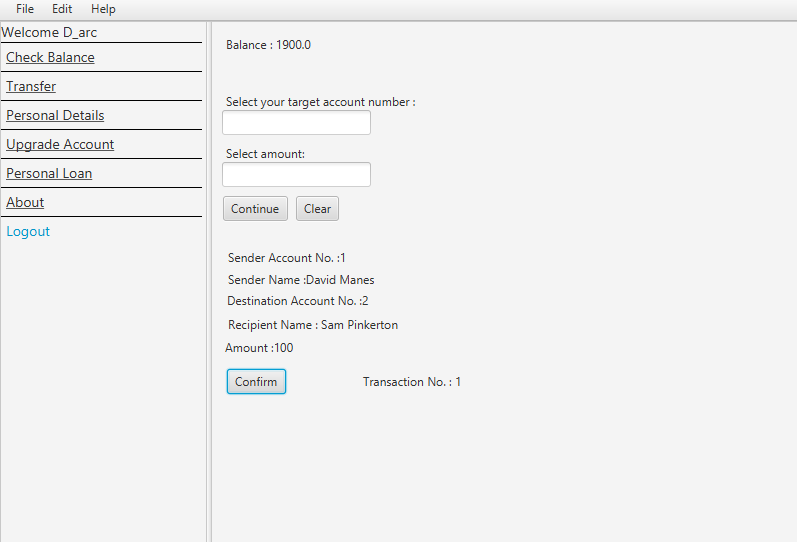 File Edit Help
Welcome D_arc
Check Balance
Transfer
Personal Details
Upgrade Account
Personal Loan
About
Logout
Balance : 1900.0
Select your target account number :
Select amount:
Continue Clear
Sender Account No. :1
Sender Name :David Manes
Destination Account No. :2
Recipient Name : Sam Pinkerton
Amount :100
Confirm Transaction No. : 1